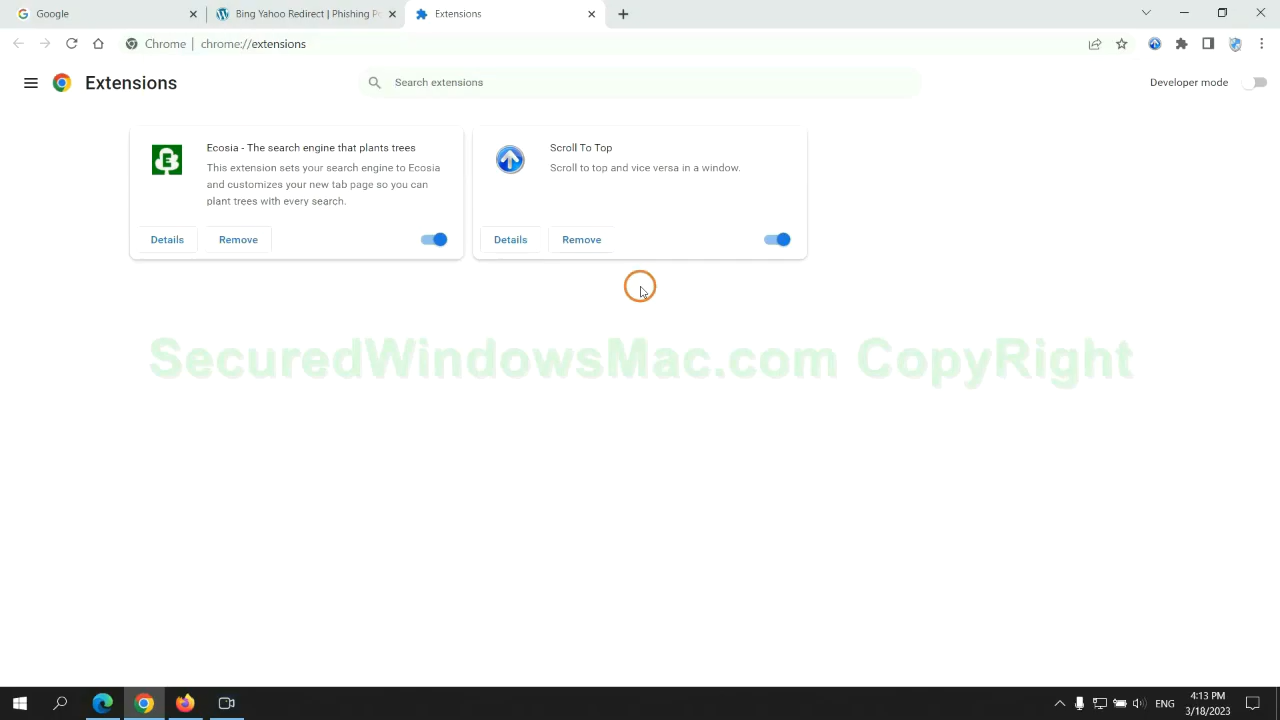 Google
Bing Yahoo Redirect | Phishing P
Extensions
Chrome
chrome://extensions
Extensions
Search extensions
Developer mode
Ecosia - The search engine that plants trees
This extension sets your search engine to Ecosia
and customizes your new tab page so you can
plant trees with every search.
Details
Remove
Scroll To Top
Scroll to top and vice versa in a window.
Details
Remove
SecuredWindowsMac.com CopyRight
ENG
4:13 PM
3/18/2023